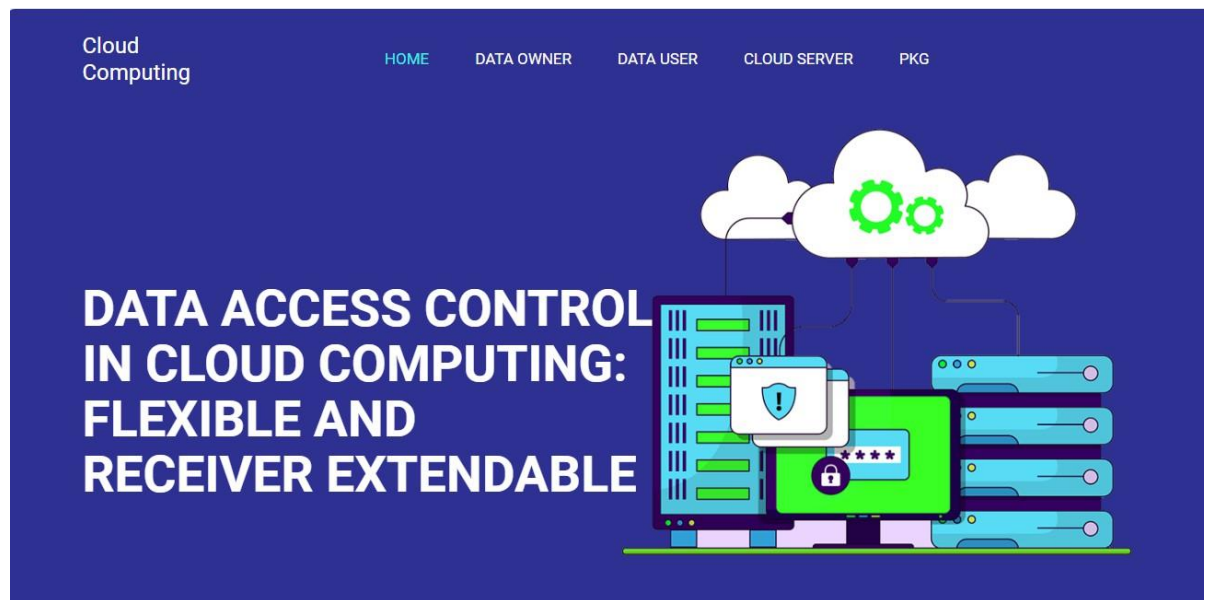 Cloud
Computing
HOME DATA OWNER DATA USER CLOUD SERVER PKG
DATA ACCESS CONTROL
IN CLOUD COMPUTING:
FLEXIBLE AND
RECEIVER EXTENDABLE
!
****